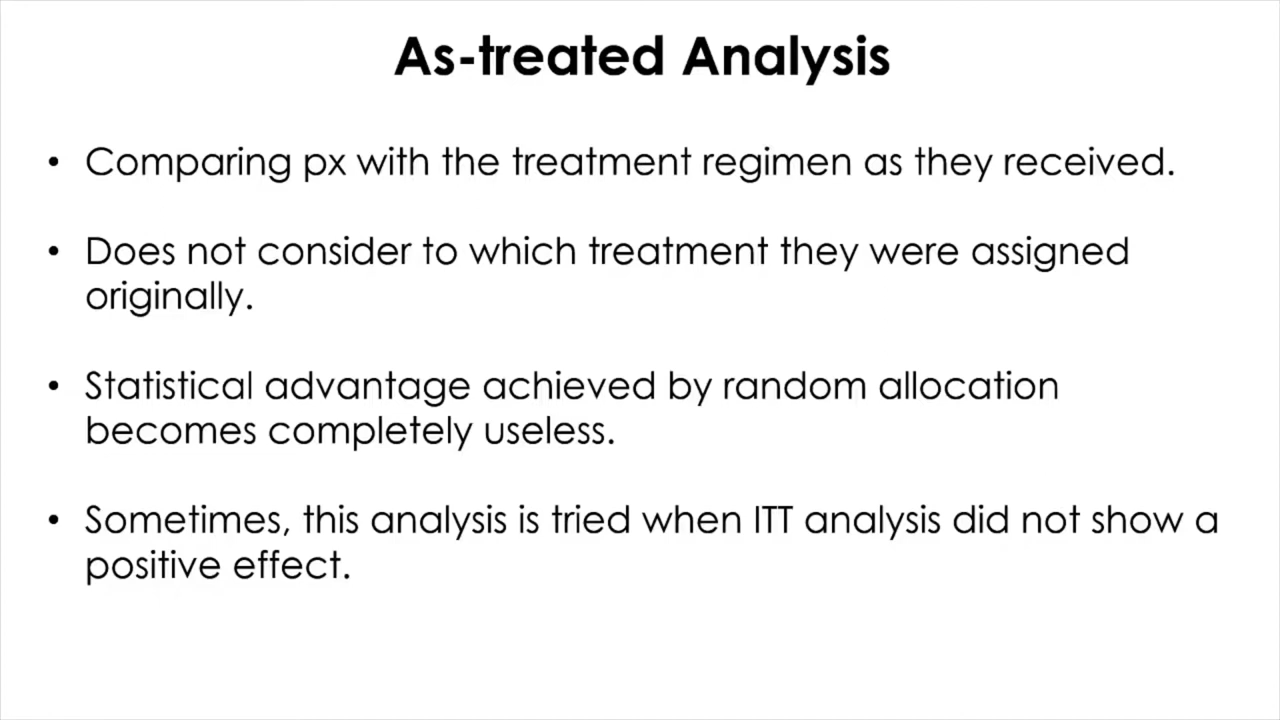 As-treated Analysis
• Comparing px with the treatment regimen as they received.
• Does not consider to which treatment they were assigned
originally.
• Statistical advantage achieved by random allocation
becomes completely useless.
• Sometimes, this analysis is tried when ITT analysis did not show a
positive effect.